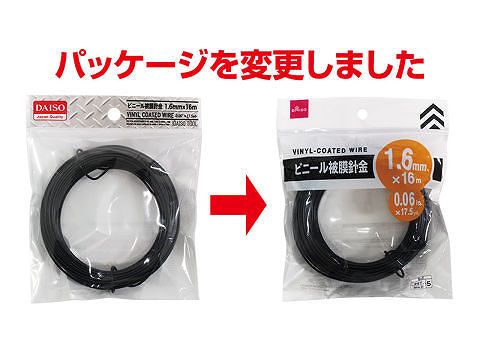 パッケージを変更しました
DAISO
Japan Quality
ビニール被膜針金 1.6mm×16m
VINYL COATED WIRE
DAISO
VINYL-COATED WIRE
ビニール被膜針金
1.6mm.
×16m
0.06in.
×17.5yd.